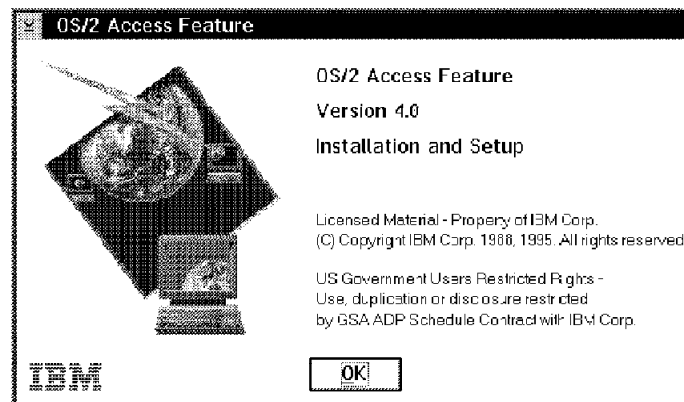 OS/2 Access Feature
OS/2 Access Feature
Version 4.0
Installation and Setup
Licensed Material - Property of IBM Corp.
(C) Copyright IBM Corp. 1988, 1995. All rights reserved
US Government Users Restricted Rights -
Use, duplication or disclosure restricted
by GSA ADP Schedule Contract with IBM Corp.
IBM
OK